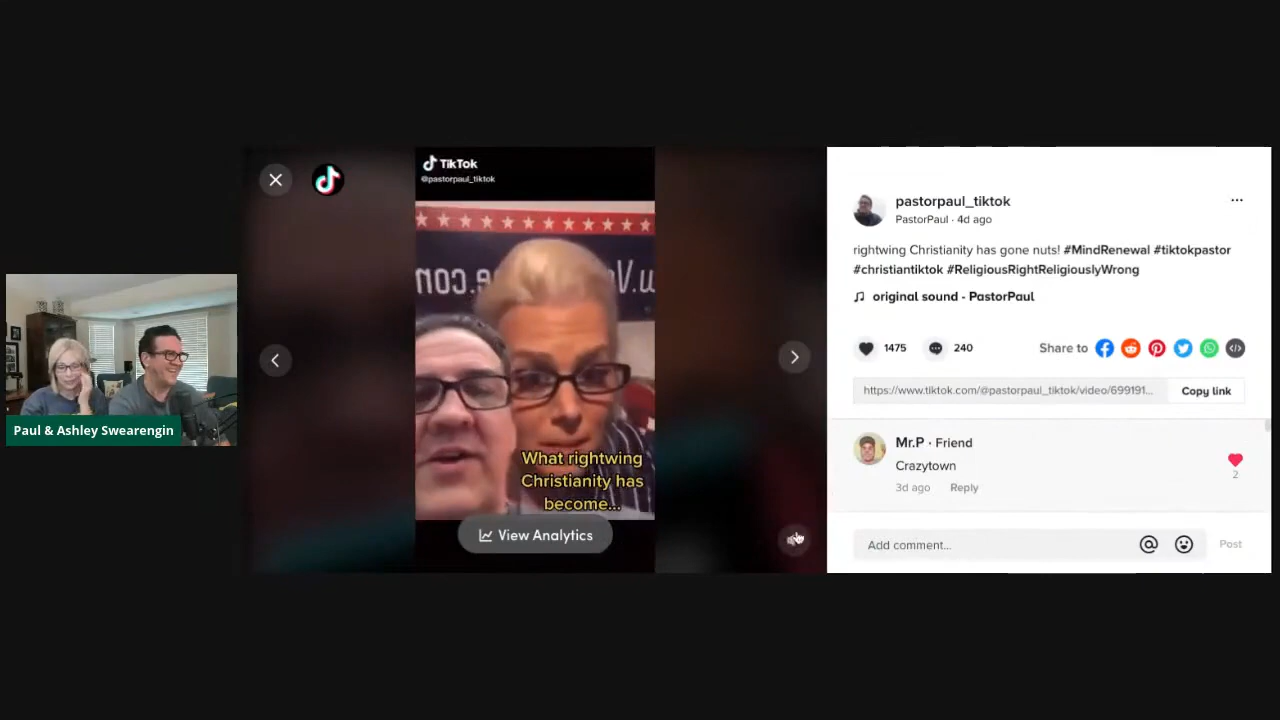 TikTok
@pastorpaul_tiktok
What rightwing
Christianity has
become...
View Analytics
Paul & Ashley Swearengin
pastorpaul_tiktok
PastorPaul · 4d ago
rightwing Christianity has gone nuts! #MindRenewal #tiktokpastor
#christiantiktok #ReligiousRightReligiouslyWrong
original sound - PastorPaul
1475
240
Share to
https://www.tiktok.com/@pastorpaul_tiktok/video/699191...
Copy link
Mr.P · Friend
Crazytown
3d ago
Reply
2
Add comment...
Post